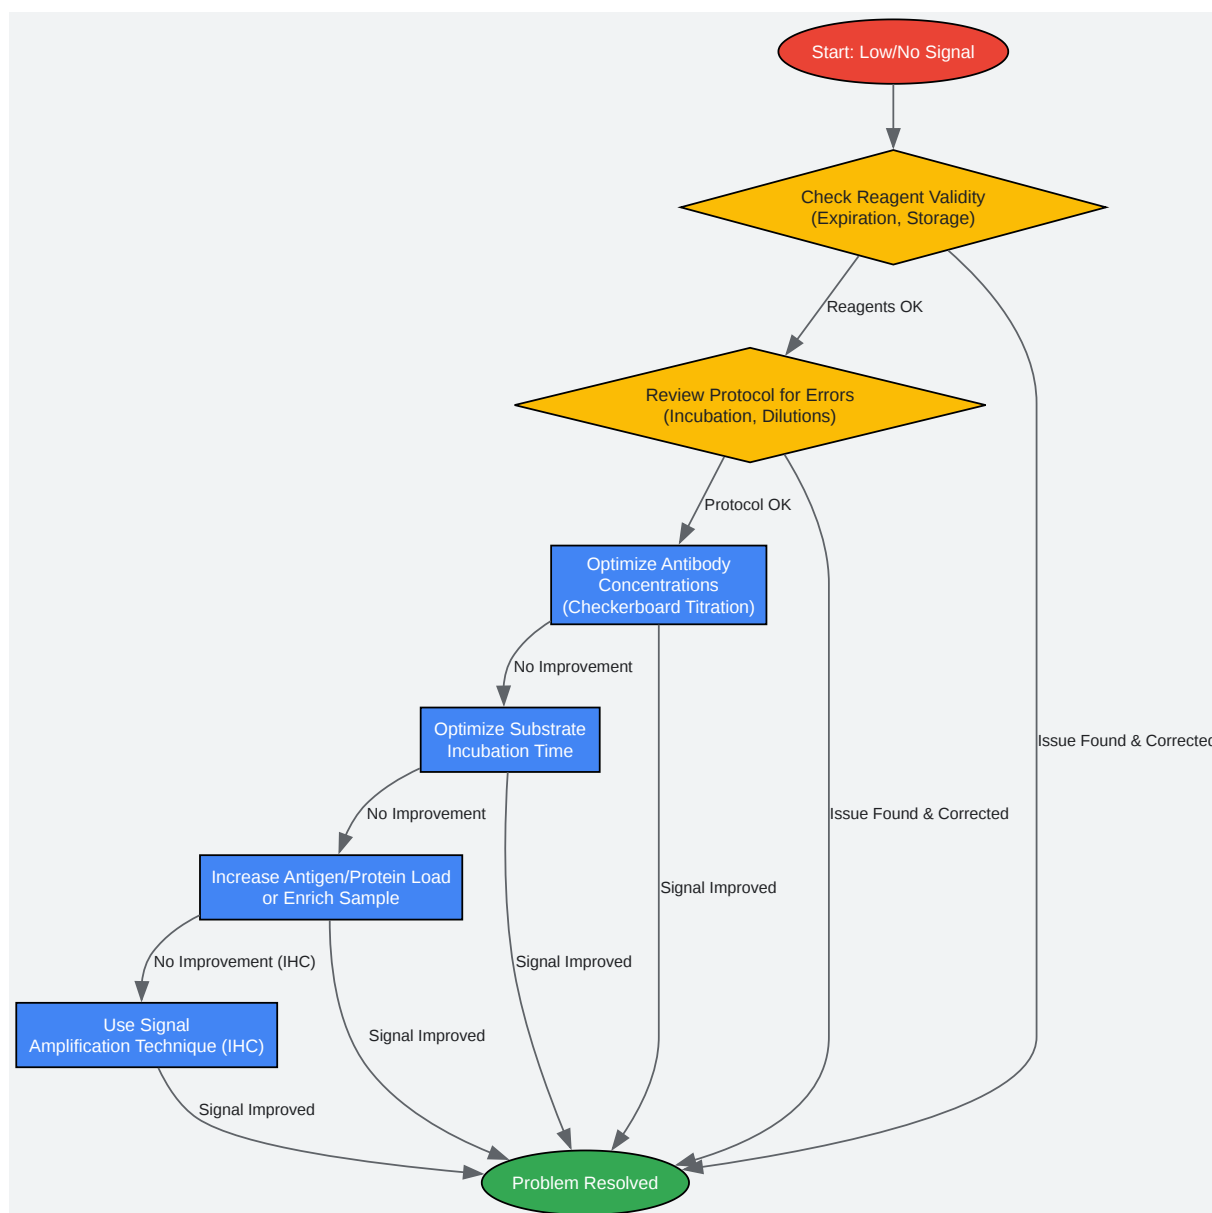 Start: Low/No Signal
Check Reagent Validity
(Expiration, Storage)
Reagents OK
Review Protocol for Errors
(Incubation, Dilutions)
Protocol OK
Optimize Antibody
Concentrations
(Checkerboard Titration)
No Improvement
Optimize Substrate
Incubation Time
Issue Found & Corrected
No Improvement
Issue Found & Corrected
Increase Antigen/Protein Load
or Enrich Sample
Signal Improved
No Improvement (IHC)
Signal Improved
Use Signal
Amplification Technique (IHC)
Signal Improved
Signal Improved
Problem Resolved